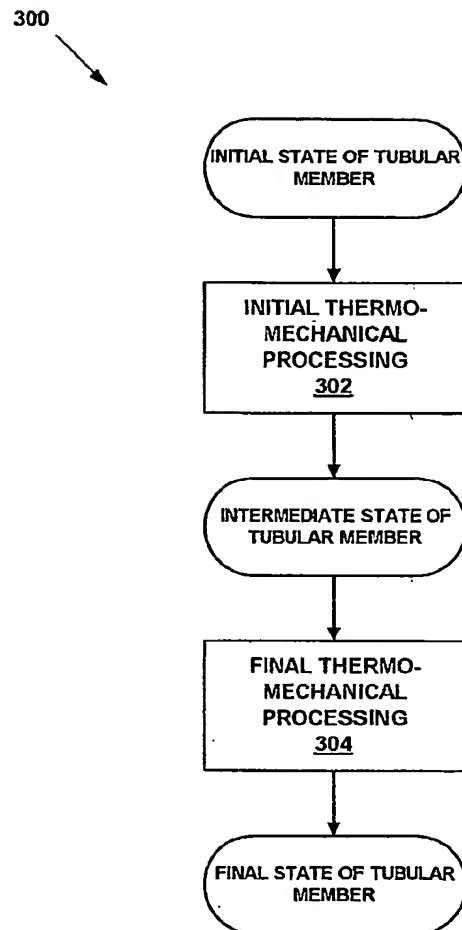 300
INITIAL STATE OF TUBULAR
MEMBER
INITIAL THERMO-
MECHANICAL
PROCESSING
302
INTERMEDIATE STATE OF
TUBULAR MEMBER
FINAL THERMO-
MECHANICAL
PROCESSING
304
FINAL STATE OF TUBULAR
MEMBER